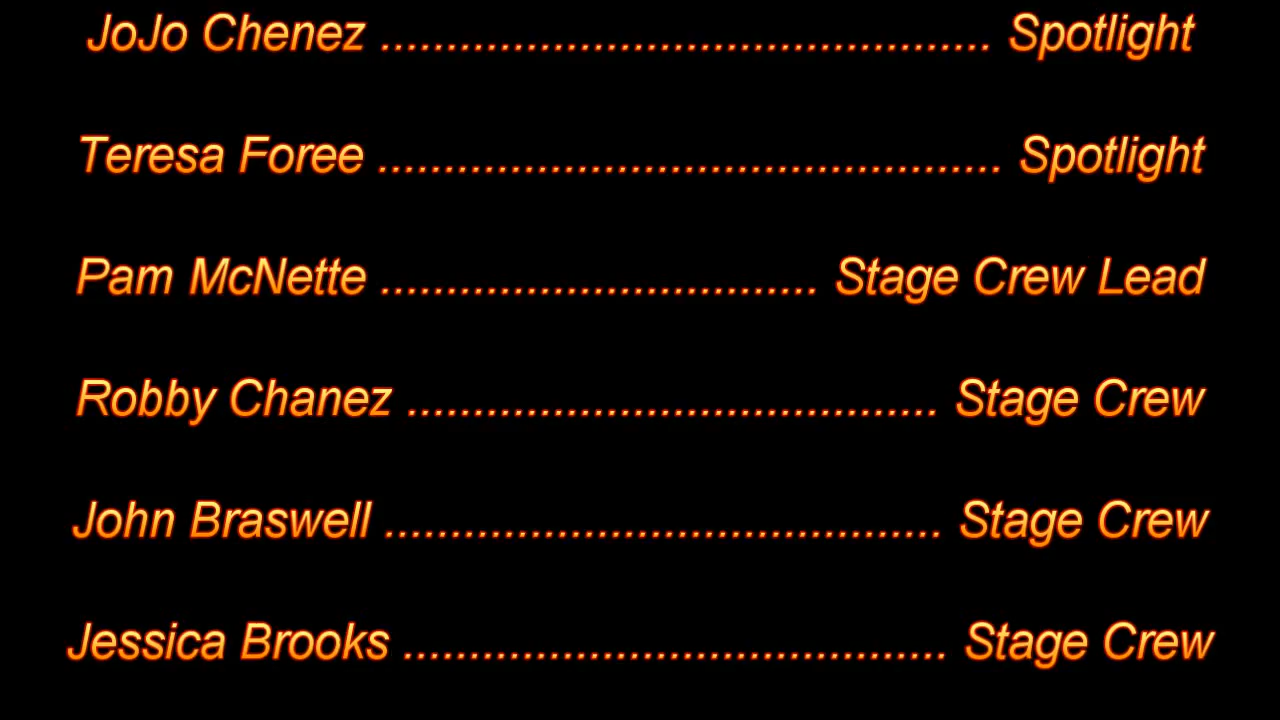 JoJo Chenez ............................................... Spotlight
Teresa Foree ................................................ Spotlight
Pam McNette .................................. Stage Crew Lead
Robby Chanez ......................................... Stage Crew
John Braswell ........................................... Stage Crew
Jessica Brooks .......................................... Stage Crew